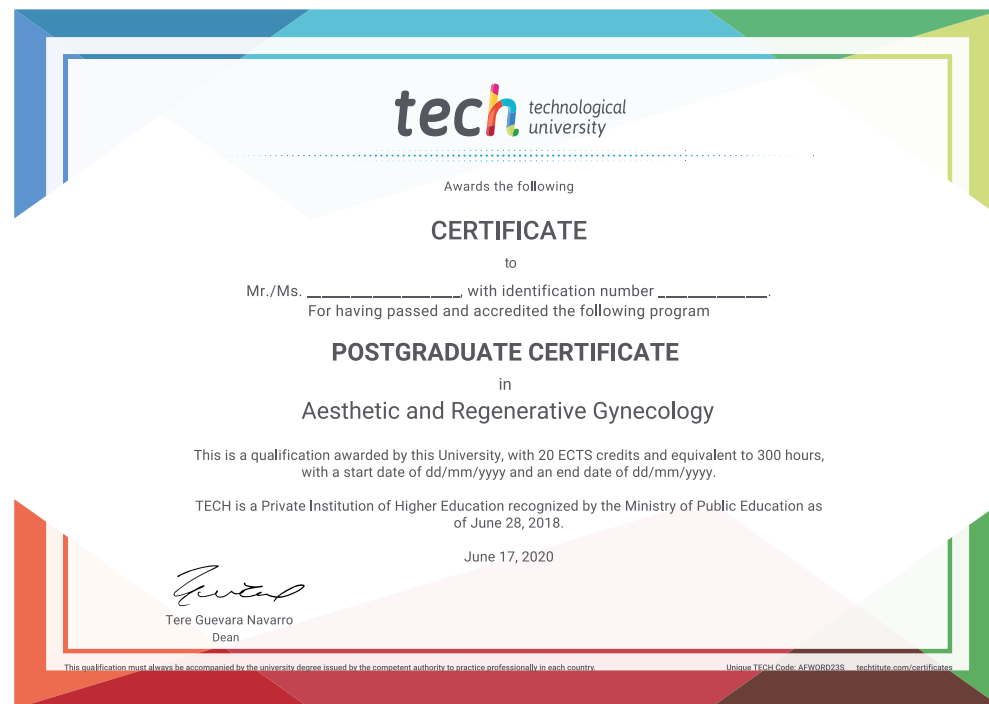 tech technological
university
Awards the following
CERTIFICATE
to
Mr./Ms. ____________________, with identification number ______________.
For having passed and accredited the following program
POSTGRADUATE CERTIFICATE
in
Aesthetic and Regenerative Gynecology
This is a qualification awarded by this University, with 20 ECTS credits and equivalent to 300 hours,
with a start date of dd/mm/yyyy and an end date of dd/mm/yyyy.
TECH is a Private Institution of Higher Education recognized by the Ministry of Public Education as
of June 28, 2018.
June 17, 2020
Tere Guevara Navarro
Dean
This qualification must always be accompanied by the university degree issued by the competent authority to practice professionally in each country.
Unique TECH Code: AFWORD23S techtitute.com/certificates